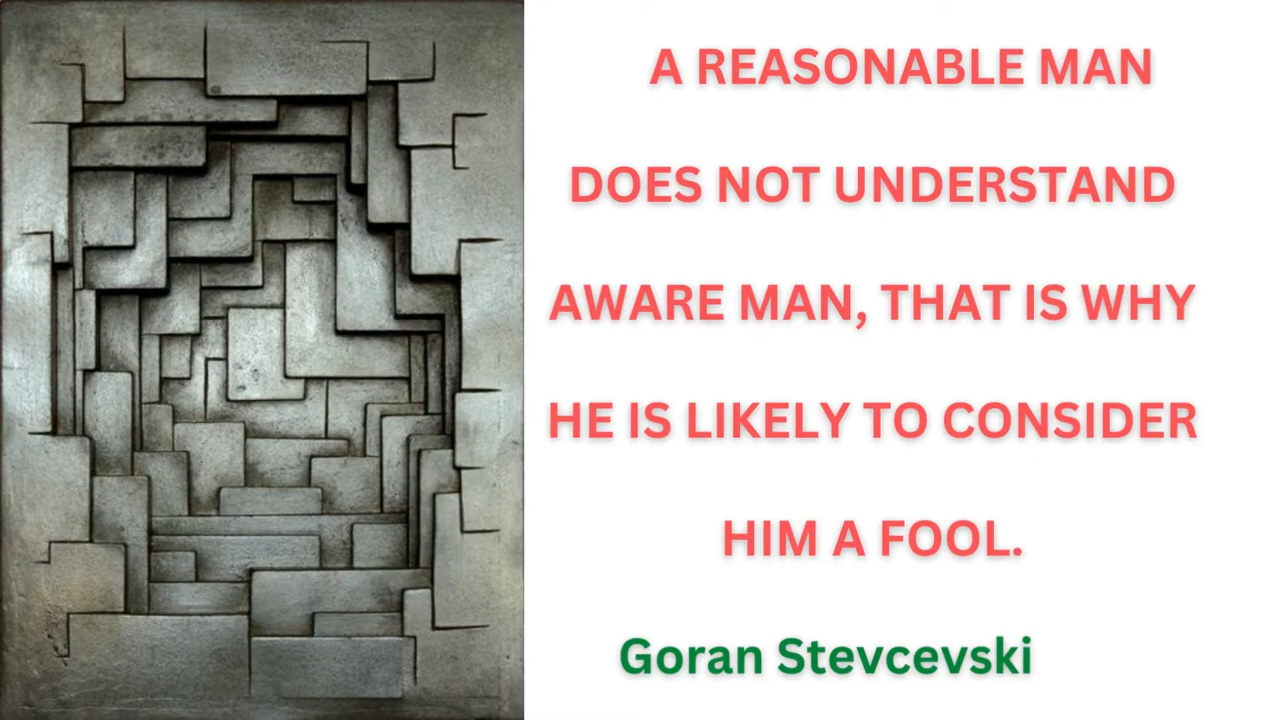 A REASONABLE MAN
DOES NOT UNDERSTAND
AWARE MAN, THAT IS WHY
HE IS LIKELY TO CONSIDER
HIM A FOOL.
Goran Stevcevski